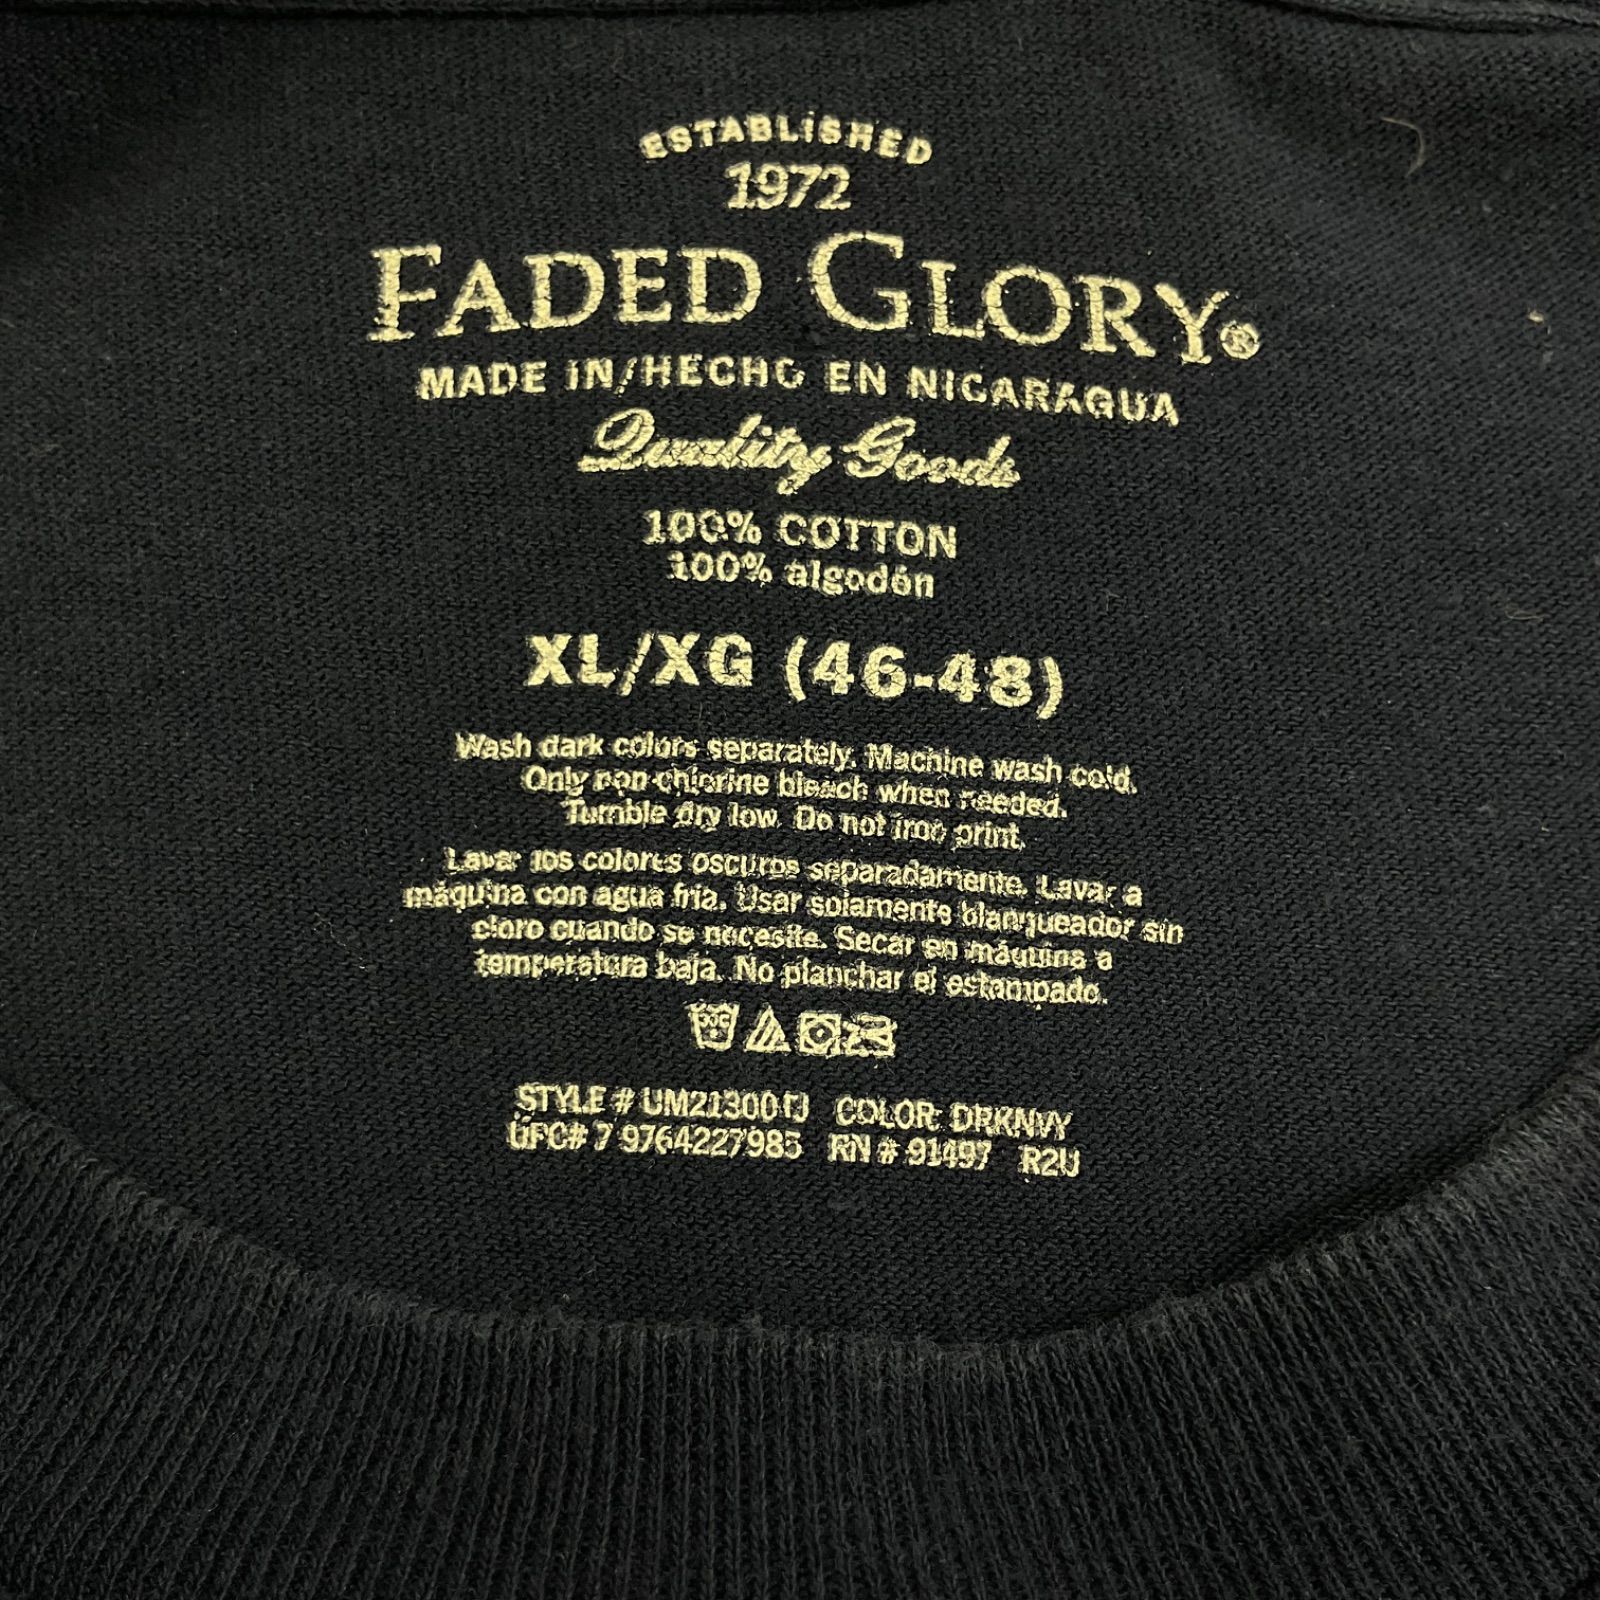 ESTABLISHED
1972
FADED GLORY®
MADE IN/HECHO EN NICARAGUA
Quality Goods
100% COTTON
100% algodón
XL/XG (46-48)
Wash dark colors separately. Machine wash cold.
Only non-chlorine bleach when needed.
Tumble dry low. Do not iron print.
Lavar los colores oscuros separadamente. Lavar a
máquina con agua fria. Usar solamente blanqueador sin
cloro cuando se necesite. Secar en máquina a
temperatura baja. No planchar el estampado.
STYLE # COLOR: DRKNVY
7 9764227985 RN # 91497 R2U